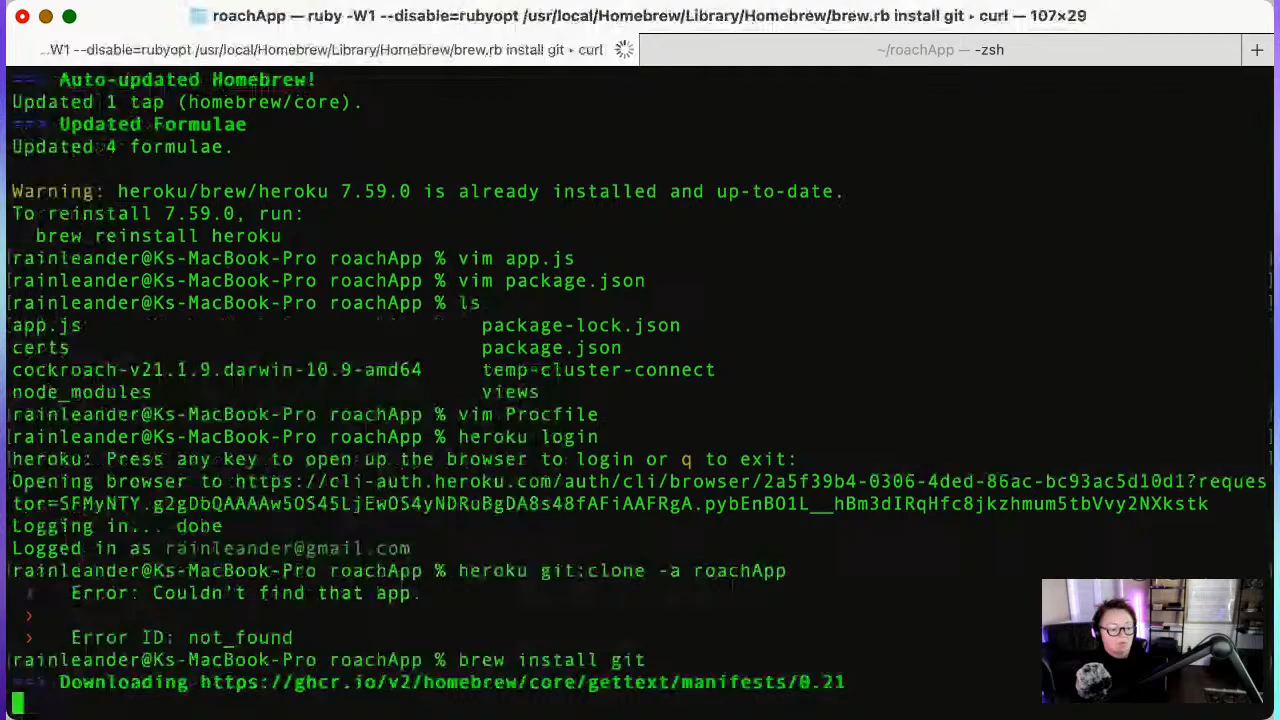 roachApp — ruby -W1 --disable=rubyopt /usr/local/Homebrew/Library/Homebrew/brew.rb install git ▸ curl — 107×29
...W1 --disable=rubyopt /usr/local/Homebrew/Library/Homebrew/brew.rb install git ▸ curl
~/roachApp — -zsh
+
==> Auto-updated Homebrew!
Updated 1 tap (homebrew/core).
==> Updated Formulae
Updated 4 formulae.
Warning: heroku/brew/heroku 7.59.0 is already installed and up-to-date.
To reinstall 7.59.0, run:
brew reinstall heroku
rainleander@Ks-MacBook-Pro roachApp % vim app.js
[rainleander@Ks-MacBook-Pro roachApp % vim package.json ]
[rainleander@Ks-MacBook-Pro roachApp % ls ]
app.js package-lock.json
certs package.json
cockroach-v21.1.9.darwin-10.9-amd64 temp-cluster-connect
node_modules views
rainleander@Ks-MacBook-Pro roachApp % vim Procfile
rainleander@Ks-MacBook-Pro roachApp % heroku login
heroku: Press any key to open up the browser to login or q to exit:
Opening browser to https://cli-auth.heroku.com/auth/cli/browser/2a5f39b4-0306-4ded-86ac-bc93ac5d10d1?reques
tor=SFMyNTY.g2gDbQAAAAw5OS45LjEwOS4yNDRuBgDA8s48fAFiAAFRgA.pybEnBO1L__hBm3dIRqHfc8jkzhmum5tbVvy2NXkstk
Logging in... done
Logged in as rainleander@gmail.com
rainleander@Ks-MacBook-Pro roachApp % heroku git:clone -a roachApp
Error: Couldn't find that app.
›
› Error ID: not_found
rainleander@Ks-MacBook-Pro roachApp % brew install git
==> Downloading https://ghcr.io/v2/homebrew/core/gettext/manifests/0.21